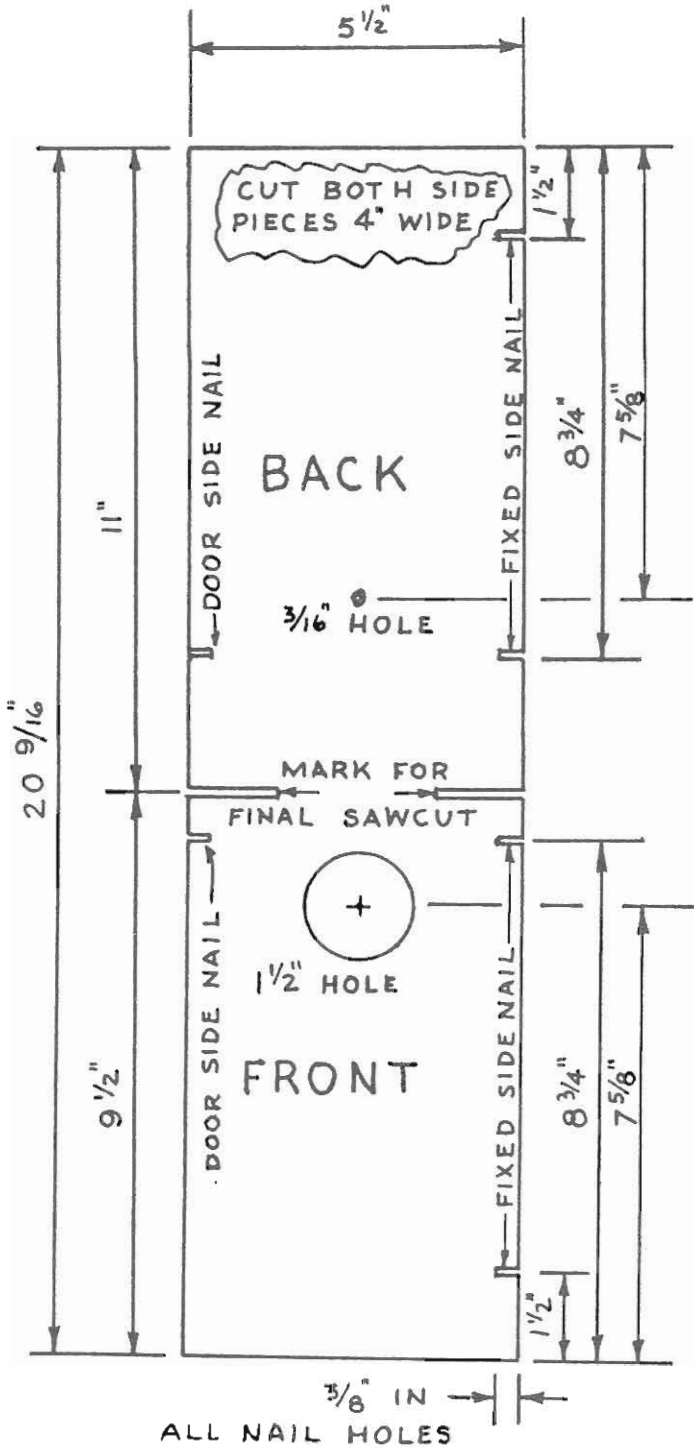 5 1/2"
CUT BOTH SIDE
PIECES 4" WIDE
1 1/2"
DOOR SIDE NAIL
FIXED SIDE NAIL
8 3/4"
7 5/8"
BACK
11"
3/16" HOLE
20 9/16"
MARK FOR
FINAL SAWCUT
1 1/2" HOLE
DOOR SIDE NAIL
FIXED SIDE NAIL
FRONT
9 1/2"
8 3/4"
7 5/8"
1 1/2"
3/8" IN
ALL NAIL HOLES